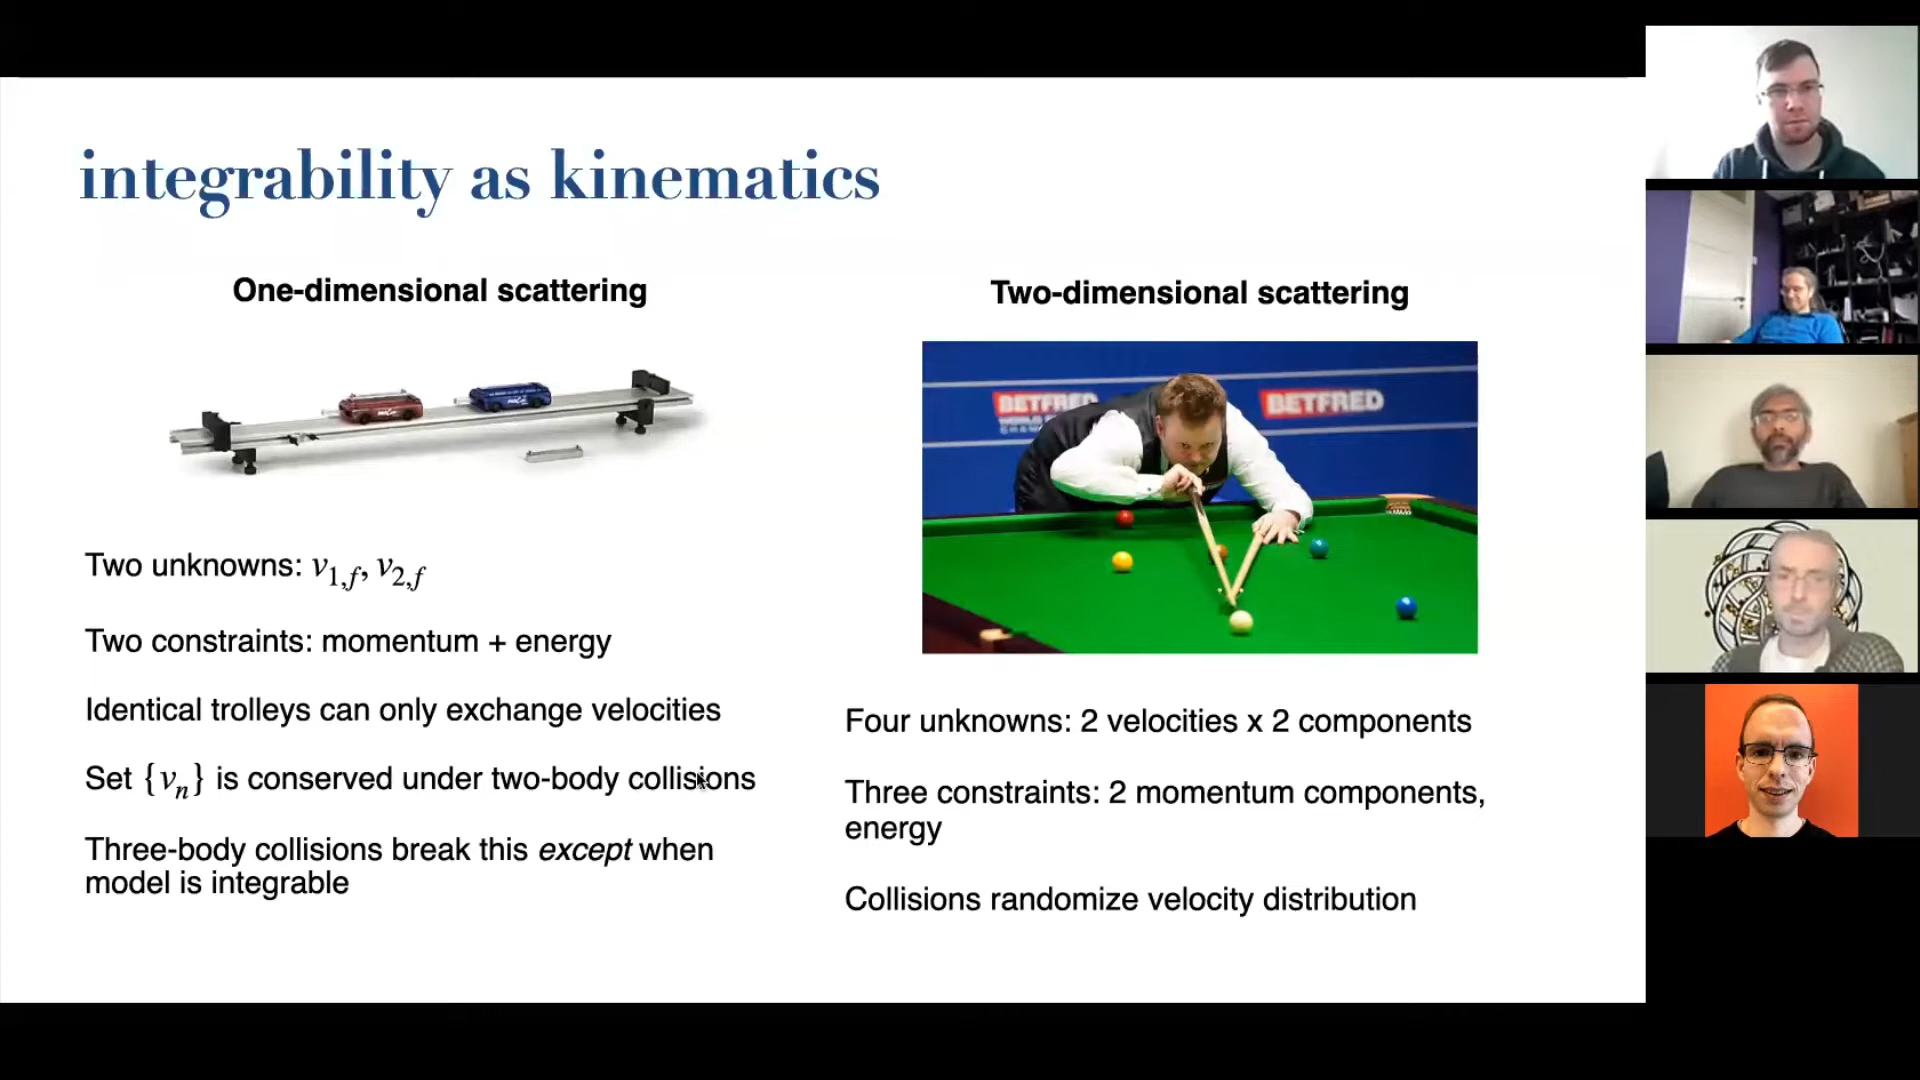 integrability as kinematics
One-dimensional scattering
Two unknowns: v1,f, v2,f
Two constraints: momentum + energy
Identical trolleys can only exchange velocities
Set {vn} is conserved under two-body collisions
Three-body collisions break this except when
model is integrable
Two-dimensional scattering
BETFRED
BETFRED
Four unknowns: 2 velocities x 2 components
Three constraints: 2 momentum components,
energy
Collisions randomize velocity distribution